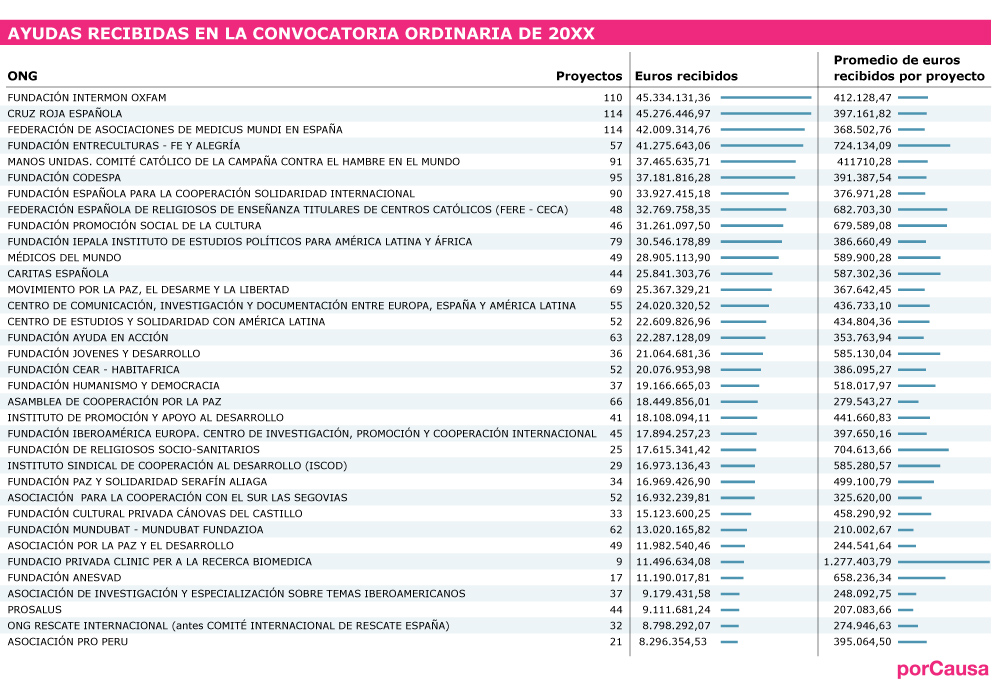 AYUDAS RECIBIDAS EN LA CONVOCATORIA ORDINARIA DE 20XX
ONG Proyectos Euros recibidos Promedio de euros
recibidos por proyecto
FUNDACIÓN INTERMON OXFAM 110 45.334.131,36 412.128,47
CRUZ ROJA ESPAÑOLA 114 45.276.446,97 397.161,82
FEDERACIÓN DE ASOCIACIONES DE MEDICUS MUNDI EN ESPAÑA 114 42.009.314,76 368.502,76
FUNDACIÓN ENTRECULTURAS - FE Y ALEGRÍA 57 41.275.643,06 724.134,09
MANOS UNIDAS. COMITÉ CATÓLICO DE LA CAMPAÑA CONTRA EL HAMBRE EN EL MUNDO 91 37.465.635,71 411710,28
FUNDACIÓN CODESPA 95 37.181.816,28 391.387,54
FUNDACIÓN ESPAÑOLA PARA LA COOPERACIÓN SOLIDARIDAD INTERNACIONAL 90 33.927.415,18 376.971,28
FEDERACIÓN ESPAÑOLA DE RELIGIOSOS DE ENSEÑANZA TITULARES DE CENTROS CATÓLICOS (FERE - CECA) 48 32.769.758,35 682.703,30
FUNDACIÓN PROMOCIÓN SOCIAL DE LA CULTURA 46 31.261.097,50 679.589,08
FUNDACIÓN IEPALA INSTITUTO DE ESTUDIOS POLÍTICOS PARA AMÉRICA LATINA Y ÁFRICA 79 30.546.178,89 386.660,49
MÉDICOS DEL MUNDO 49 28.905.113,90 589.900,28
CARITAS ESPAÑOLA 44 25.841.303,76 587.302,36
MOVIMIENTO POR LA PAZ, EL DESARME Y LA LIBERTAD 69 25.367.329,21 367.642,45
CENTRO DE COMUNICACIÓN, INVESTIGACIÓN Y DOCUMENTACIÓN ENTRE EUROPA, ESPAÑA Y AMÉRICA LATINA 55 24.020.320,52 436.733,10
CENTRO DE ESTUDIOS Y SOLIDARIDAD CON AMÉRICA LATINA 52 22.609.826,96 434.804,36
FUNDACIÓN AYUDA EN ACCIÓN 63 22.287.128,09 353.763,94
FUNDACIÓN JOVENES Y DESARROLLO 36 21.064.681,36 585.130,04
FUNDACIÓN CEAR - HABITAFRICA 52 20.076.953,98 386.095,27
FUNDACIÓN HUMANISMO Y DEMOCRACIA 37 19.166.665,03 518.017,97
ASAMBLEA DE COOPERACIÓN POR LA PAZ 66 18.449.856,01 279.543,27
INSTITUTO DE PROMOCIÓN Y APOYO AL DESARROLLO 41 18.108.094,11 441.660,83
FUNDACIÓN IBEROAMÉRICA EUROPA. CENTRO DE INVESTIGACIÓN, PROMOCIÓN Y COOPERACIÓN INTERNACIONAL 45 17.894.257,23 397.650,16
FUNDACIÓN DE RELIGIOSOS SOCIO-SANITARIOS 25 17.615.341,42 704.613,66
INSTITUTO SINDICAL DE COOPERACIÓN AL DESARROLLO (ISCOD) 29 16.973.136,43 585.280,57
FUNDACIÓN PAZ Y SOLIDARIDAD SERAFÍN ALIAGA 34 16.969.426,90 499.100,79
ASOCIACIÓN PARA LA COOPERACIÓN CON EL SUR LAS SEGOVIAS 52 16.932.239,81 325.620,00
FUNDACIÓN CULTURAL PRIVADA CÁNOVAS DEL CASTILLO 33 15.123.600,25 458.290,92
FUNDACIÓN MUNDUBAT - MUNDUBAT FUNDAZIOA 62 13.020.165,82 210.002,67
ASOCIACIÓN POR LA PAZ Y EL DESARROLLO 49 11.982.540,46 244.541,64
FUNDACIO PRIVADA CLINIC PER A LA RECERCA BIOMEDICA 9 11.496.634,08 1.277.403,79
FUNDACIÓN ANESVAD 17 11.190.017,81 658.236,34
ASOCIACIÓN DE INVESTIGACIÓN Y ESPECIALIZACIÓN SOBRE TEMAS IBEROAMERICANOS 37 9.179.431,58 248.092,75
PROSALUS 44 9.111.681,24 207.083,66
ONG RESCATE INTERNACIONAL (antes COMITÉ INTERNACIONAL DE RESCATE ESPAÑA) 32 8.798.292,07 274.946,63
ASOCIACIÓN PRO PERU 21 8.296.354,53 395.064,50
porCausa